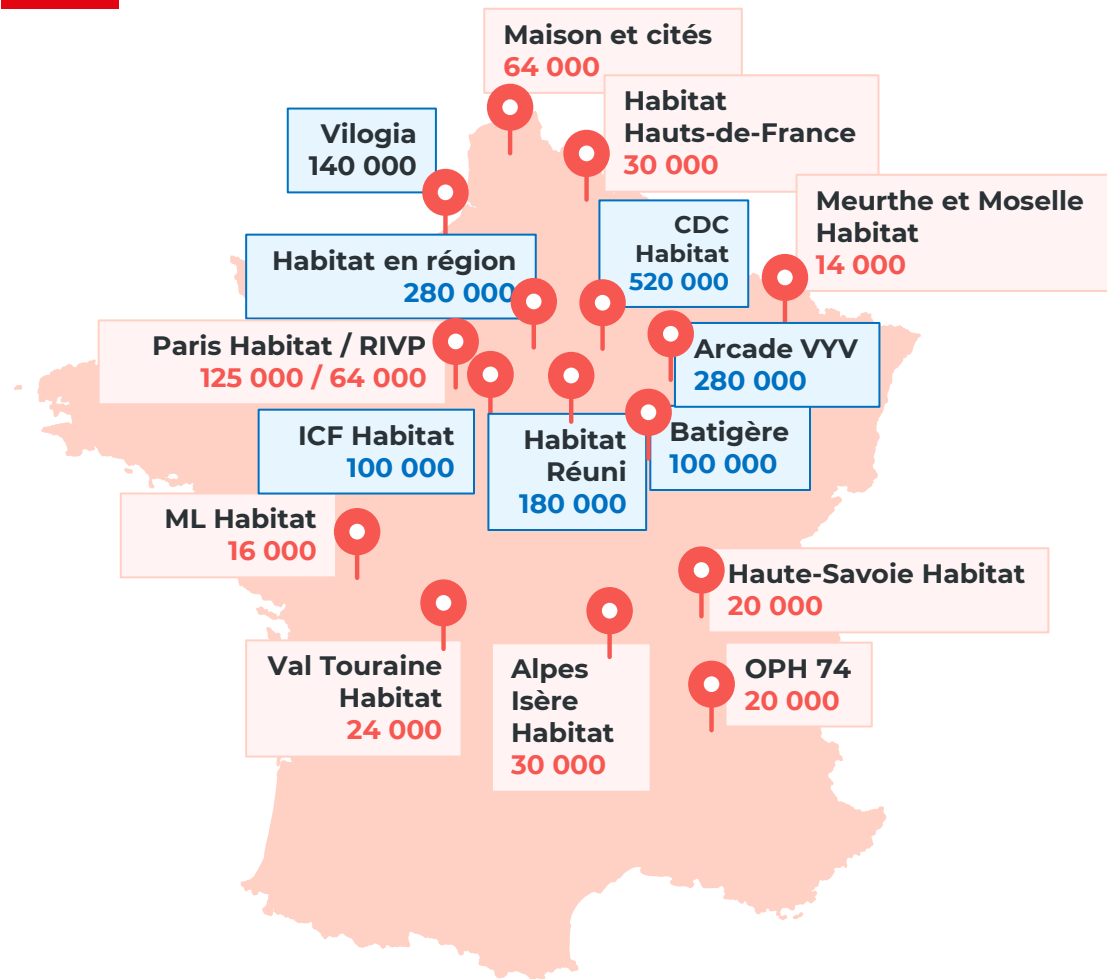 Maison et cités
64 000
Habitat
Hauts-de-France
30 000
Vilogia
140 000
Meurthe et Moselle
Habitat
14 000
CDC
Habitat
520 000
Habitat en région
280 000
Paris Habitat / RIVP
125 000 / 64 000
Arcade VYV
280 000
ICF Habitat
100 000
Habitat
Réuni
180 000
Batigère
100 000
ML Habitat
16 000
Haute-Savoie Habitat
20 000
Val Touraine
Habitat
24 000
Alpes
Isère
Habitat
30 000
OPH 74
20 000